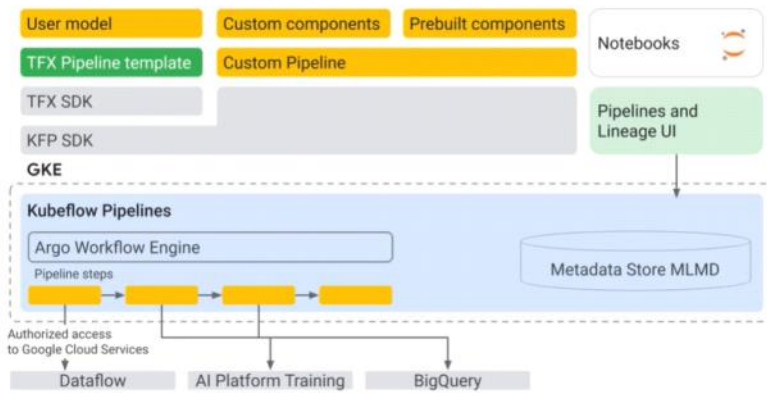 User model
Custom components
Prebuilt components
Notebooks
TFX Pipeline template
Custom Pipeline
TFX SDK
Pipelines and
Lineage UI
KFP SDK
GKE
Kubeflow Pipelines
Argo Workflow Engine
Metadata Store MLMD
Pipeline steps
Authorized access
to Google Cloud Services
Dataflow
AI Platform Training
BigQuery